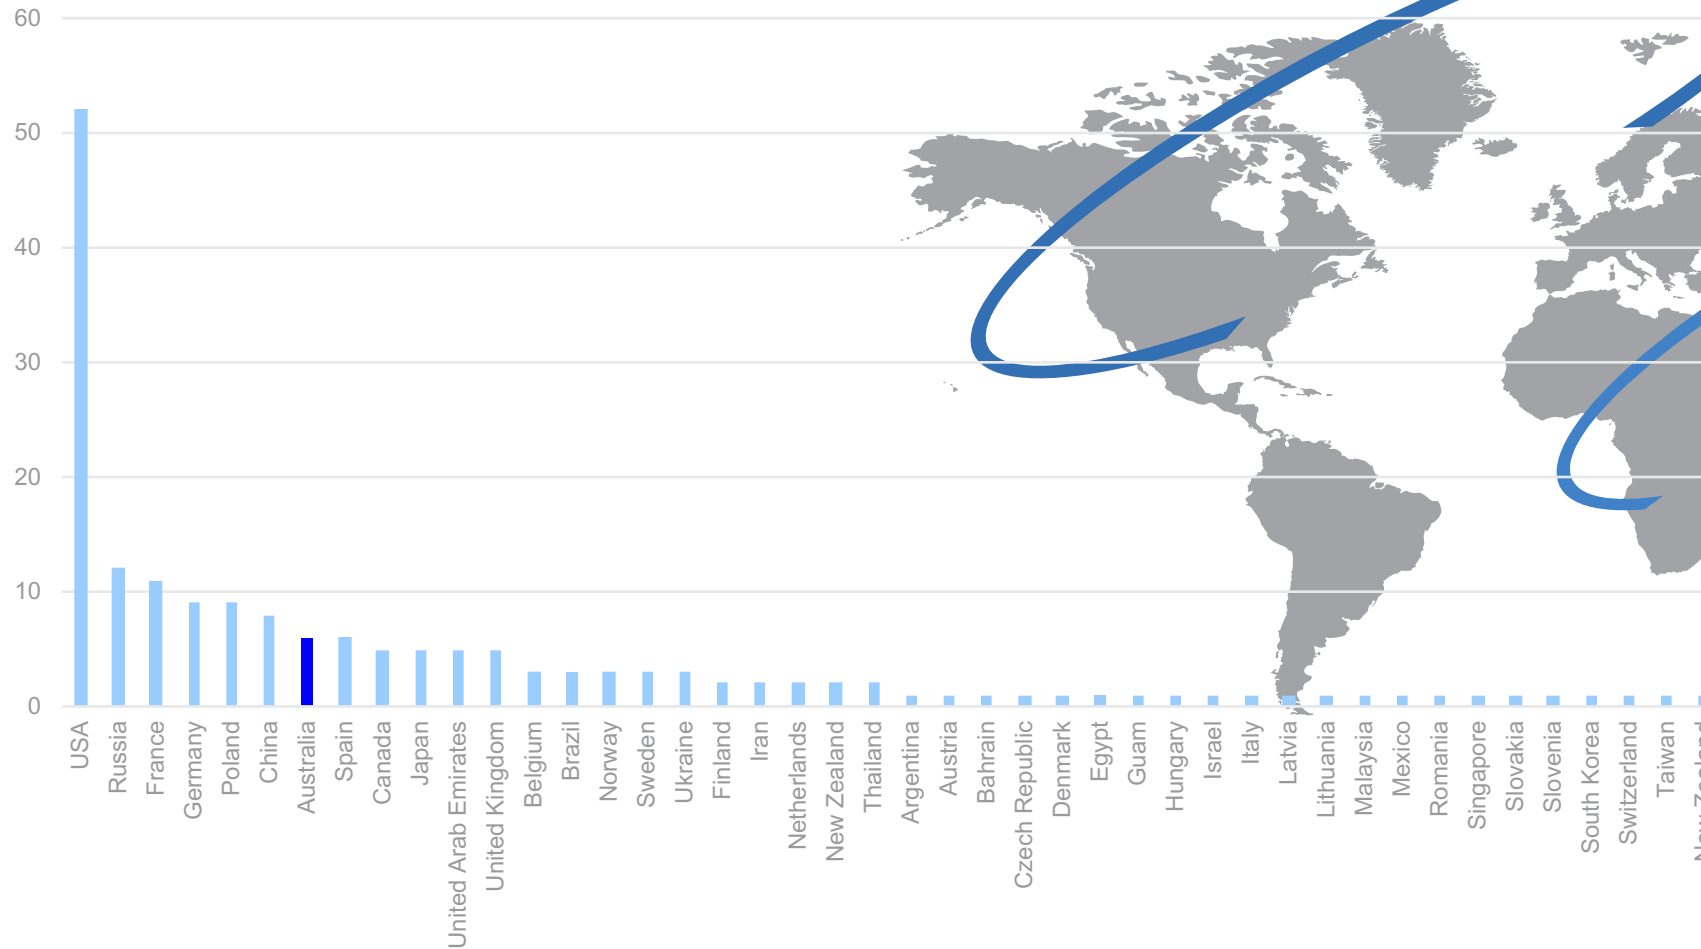 60
50
40
30
20
10
0
USA
Russia
France
Germany
Poland
China
Australia
Spain
Canada
Japan
United Arab Emirates
United Kingdom
Belgium
Brazil
Norway
Sweden
Ukraine
Finland
Iran
Netherlands
New Zealand
Thailand
Argentina
Austria
Bahrain
Czech Republic
Denmark
Egypt
Guam
Hungary
Israel
Italy
Latvia
Lithuania
Malaysia
Mexico
Romania
Singapore
Slovakia
Slovenia
South Korea
Switzerland
Taiwan